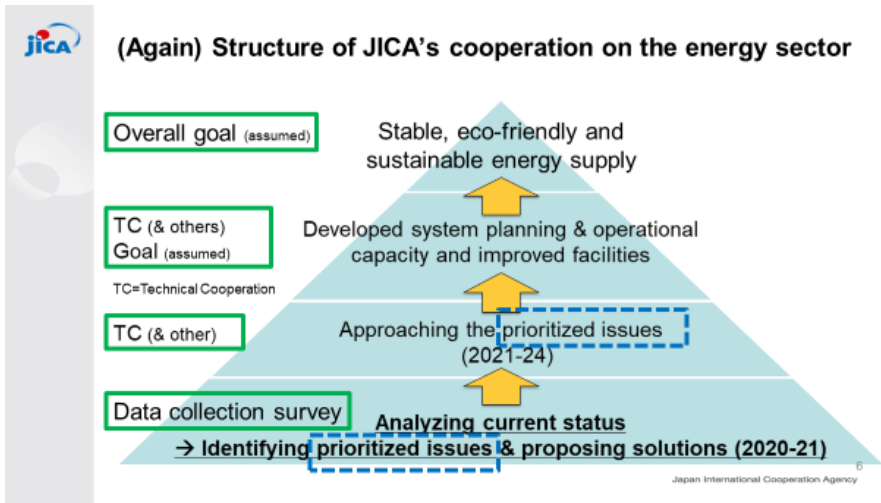 jICA
(Again) Structure of JICA's cooperation on the energy sector
Overall goal (assumed)
Stable, eco-friendly and
sustainable energy supply
TC (& others)
Goal (assumed)
Developed system planning & operational
capacity and improved facilities
TC=Technical Cooperation
TC (& other)
Approaching the prioritized issues
(2021-24)
Data collection survey
Analyzing current status
→ Identifying prioritized issues & proposing solutions (2020-21)
6
Japan International Cooperation Agency